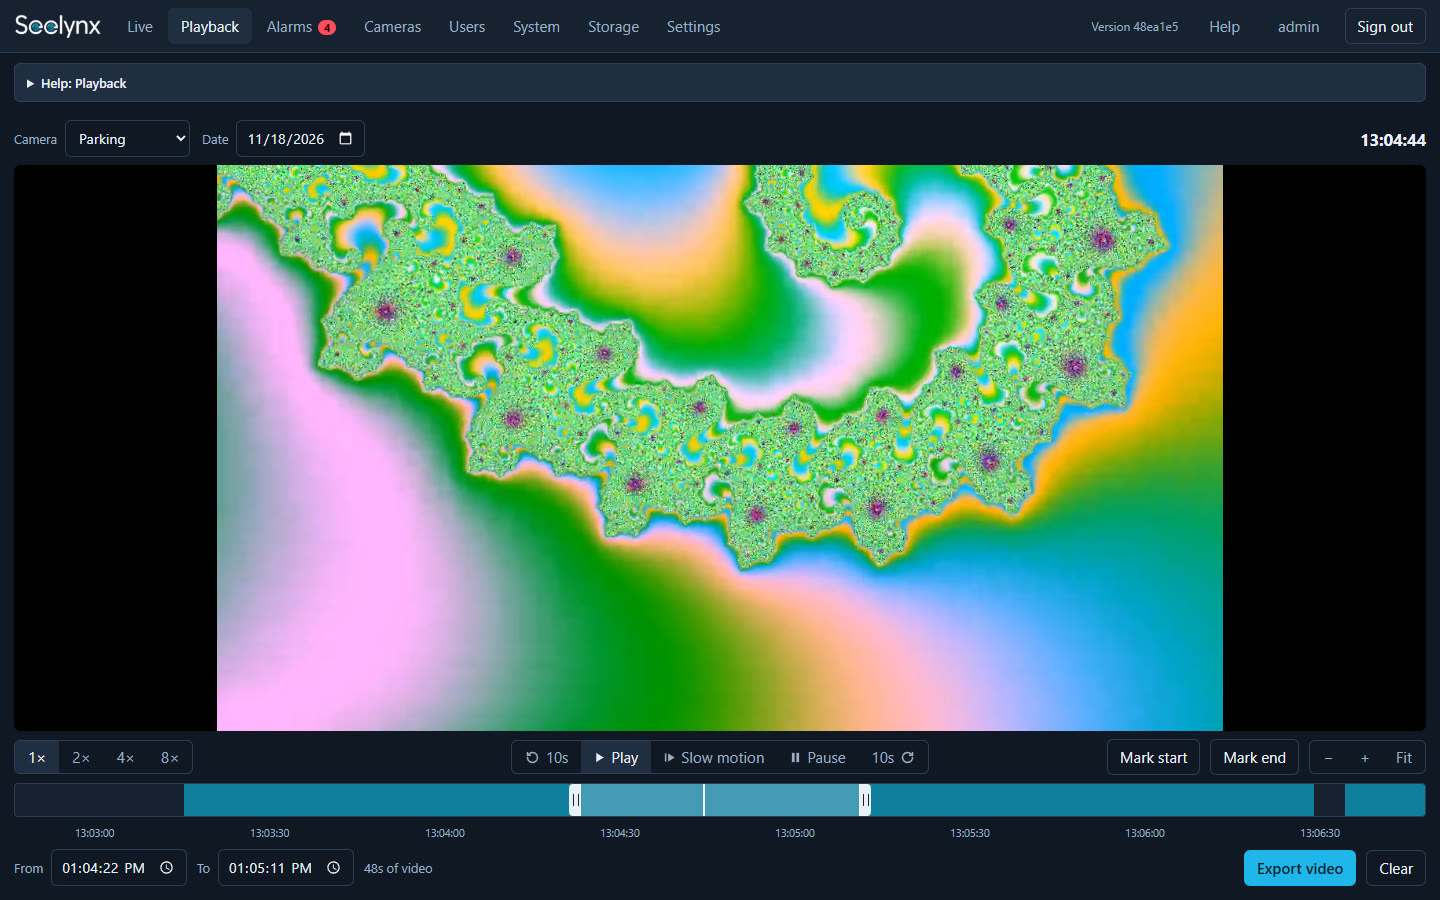 Seelynx Live Playback Alarms 4 Cameras Users System Storage Settings Version 48ea1e5 Help admin Sign out
Help: Playback
Camera Parking Date 11/18/2026 13:04:44
1× 2× 4× 8× 10s Play Slow motion Pause 10s Mark start Mark end − + Fit
13:03:00 13:03:30 13:04:00 13:04:30 13:05:00 13:05:30 13:06:00 13:06:30
From 01:04:22 PM To 01:05:11 PM 48s of video Export video Clear